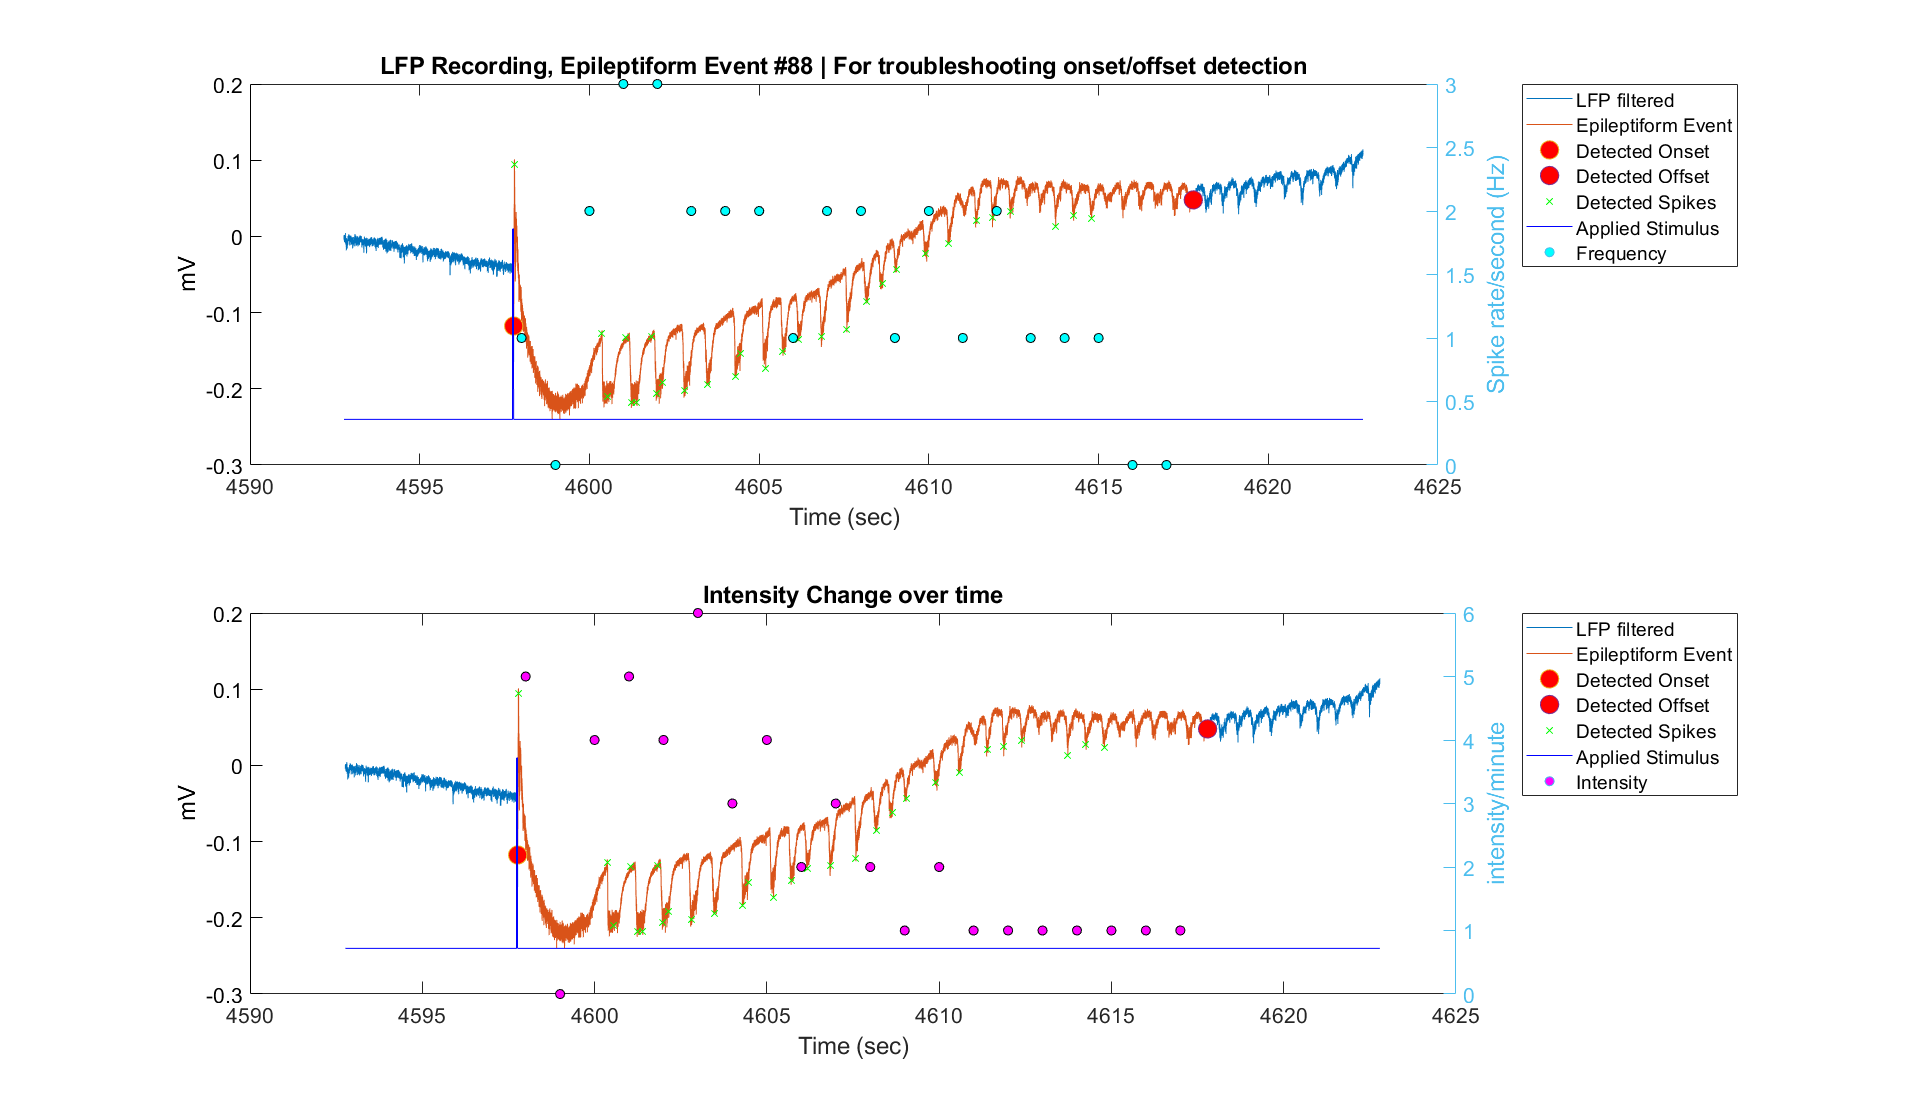 LFP Recording, Epileptiform Event #88 | For troubleshooting onset/offset detection
0.2
0.1
0
-0.1
-0.2
-0.3
mV
4590
4595
4600
4605
4610
4615
4620
4625
Time (sec)
3
2.5
2
1.5
1
0.5
0
Spike rate/second (Hz)
LFP filtered
Epileptiform Event
Detected Onset
Detected Offset
Detected Spikes
Applied Stimulus
Frequency
Intensity Change over time
0.2
0.1
0
-0.1
-0.2
-0.3
mV
4590
4595
4600
4605
4610
4615
4620
4625
Time (sec)
6
5
4
3
2
1
0
intensity/minute
LFP filtered
Epileptiform Event
Detected Onset
Detected Offset
Detected Spikes
Applied Stimulus
Intensity